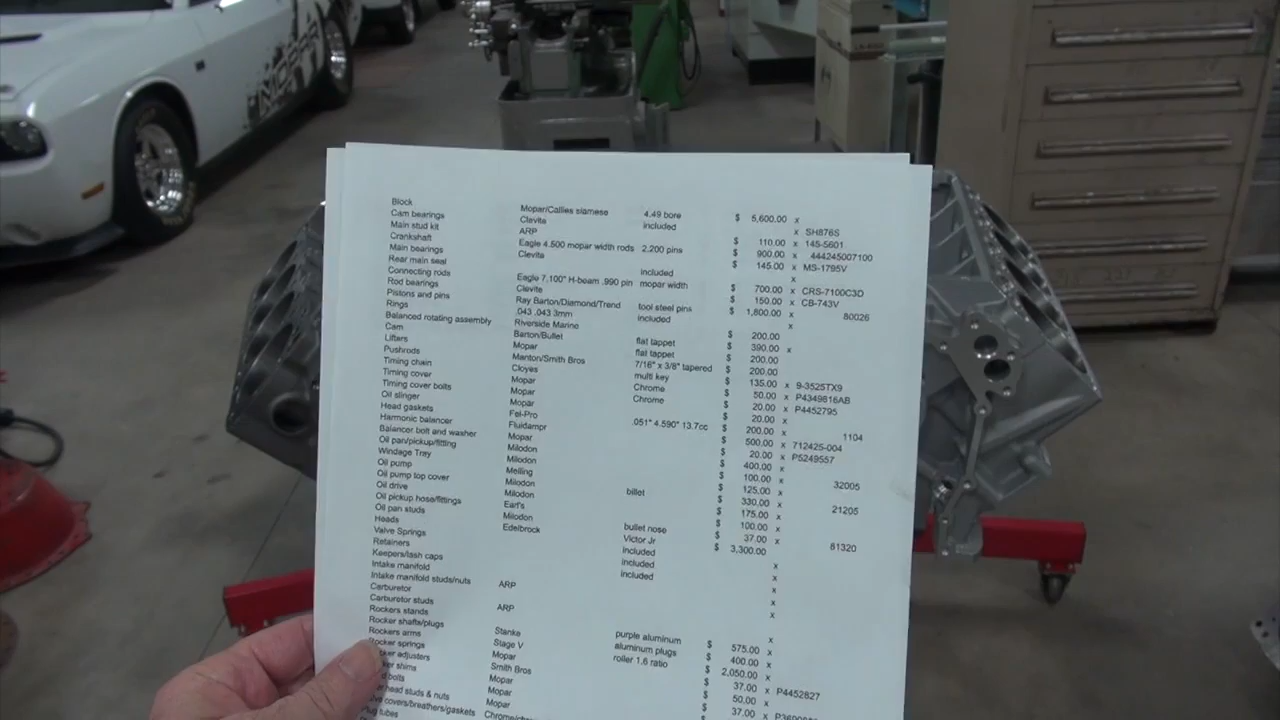 Block Mopar/Callies siamese 4.49 bore $ 5,600.00 x
Cam bearings Clevite included x SH876S
Main stud kit ARP $ 110.00 x 145-5601
Crankshaft Eagle 4.500 mopar width rods 2.200 pins $ 900.00 x 444245007100
Main bearings Clevite $ 145.00 x MS-1795V
Rear main seal included x
Connecting rods Eagle 7.100" H-beam .990 pin mopar width $ 700.00 x CRS-7100C3D
Rod bearings Clevite $ 150.00 x CB-743V
Pistons and pins Ray Barton/Diamond/Trend tool steel pins $ 1,800.00 x 80026
Rings .043 .043 3mm included x
Balanced rotating assembly Riverside Marine $ 200.00
Cam Barton/Bullet flat tappet $ 390.00 x
Lifters Mopar flat tappet $ 200.00
Pushrods Manton/Smith Bros 7/16" x 3/8" tapered $ 200.00
Timing chain Cloyes multi key $ 135.00 x 9-3525TX9
Timing cover Mopar Chrome $ 50.00 x P4349816AB
Timing cover bolts Mopar Chrome $ 20.00 x P4452795
Oil slinger Mopar $ 20.00 x
Head gaskets Fel-Pro .051" 4.590" 13.7cc $ 200.00 x 1104
Harmonic balancer Fluidampr $ 500.00 x 712425-004
Balancer bolt and washer Mopar $ 20.00 x P5249557
Oil pan/pickup/fitting Milodon $ 400.00 x
Windage Tray Milodon $ 100.00 x 32005
Oil pump Melling $ 125.00 x
Oil pump top cover Milodon billet $ 330.00 x 21205
Oil drive Milodon $ 175.00 x
Oil pickup hose/fittings Earl's $ 100.00 x
Oil pan studs Milodon bullet nose $ 37.00 x 81320
Heads Edelbrock Victor Jr $ 3,300.00
Valve Springs included x
Retainers included x
Keepers/lash caps included x
Intake manifold x
Intake manifold studs/nuts ARP x
Carburetor
Carburetor studs ARP x
Rockers stands purple aluminum $ 575.00 x
Rocker shafts/plugs Stanke aluminum plugs $ 400.00 x
Rockers arms Stage V roller 1.6 ratio $ 2,050.00 x
ocker springs Mopar $ 37.00 x P4452827
ker adjusters Smith Bros $ 50.00 x
ker shims Mopar $ 37.00 x
bolts Mopar
head studs & nuts Mopar
covers/breathers/gaskets
tubes
MOPAR